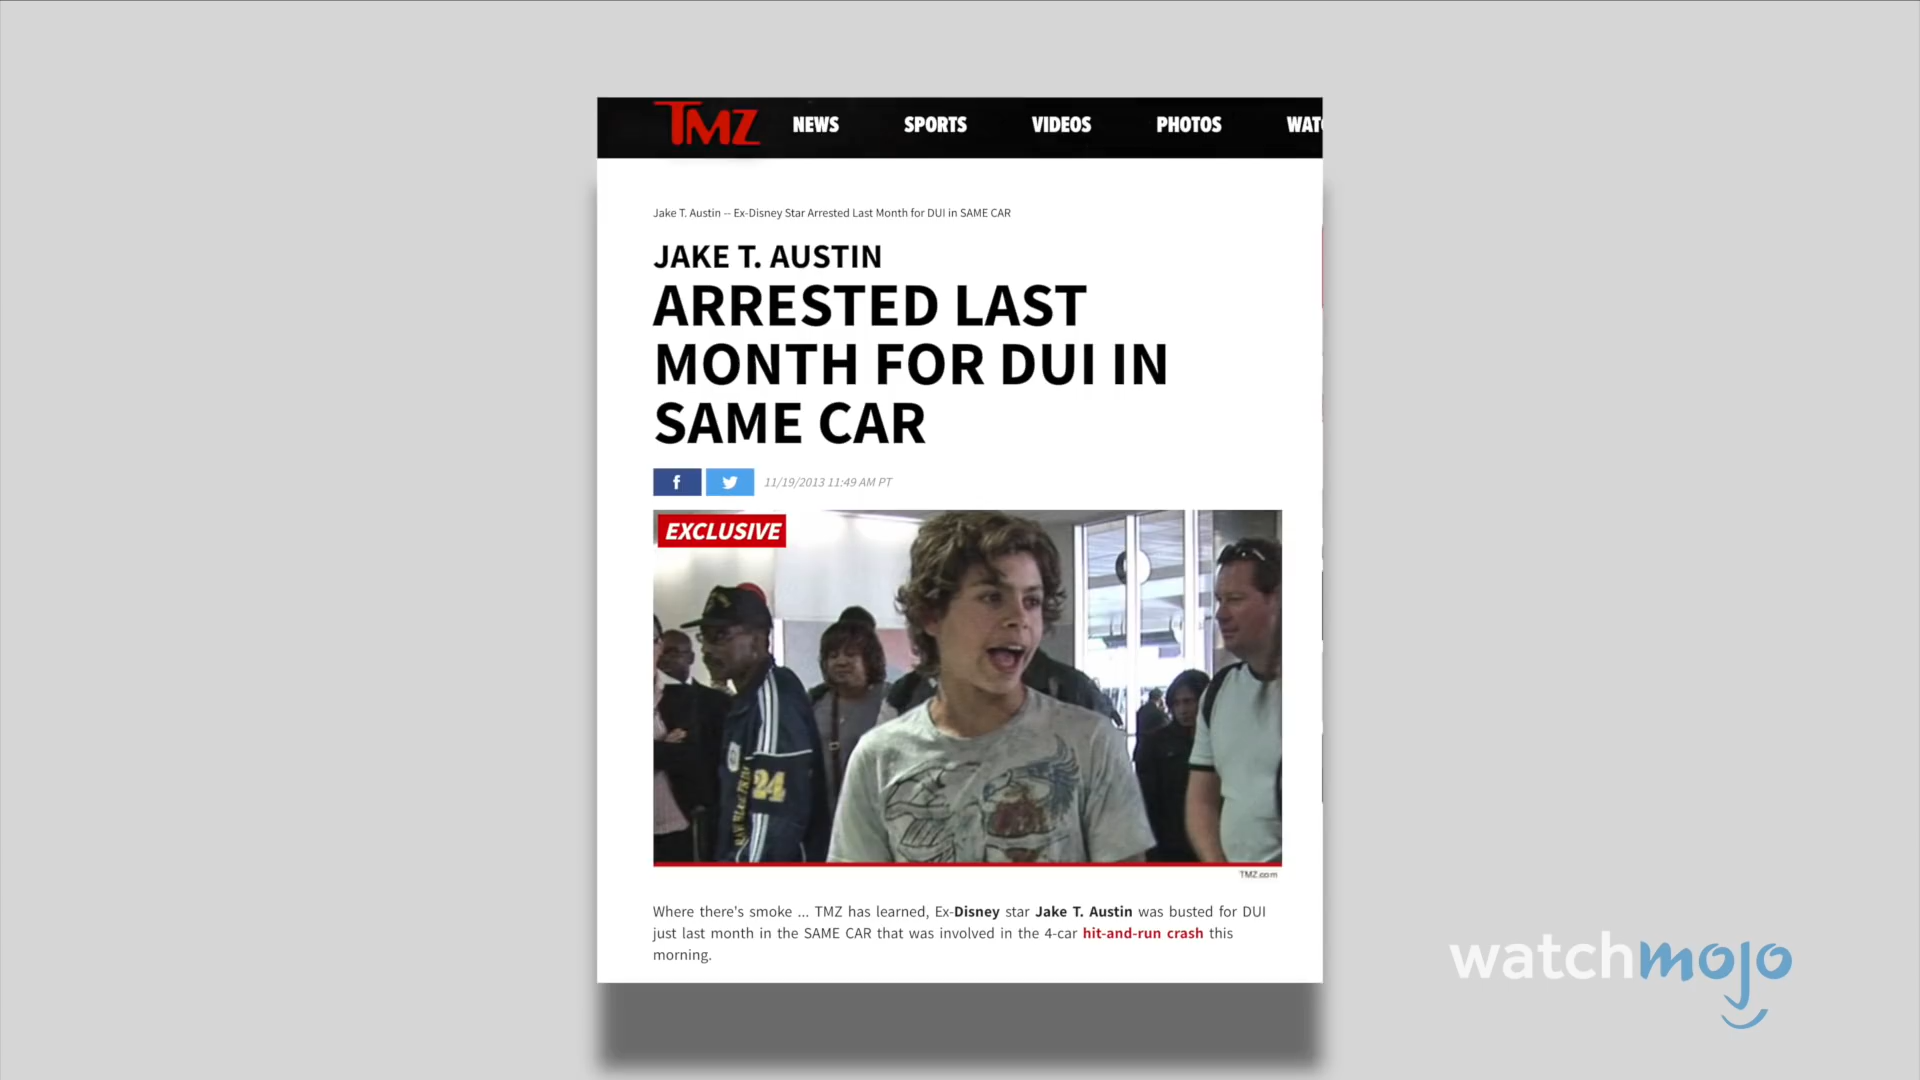 TMZ NEWS SPORTS VIDEOS PHOTOS WAT
Jake T. Austin -- Ex-Disney Star Arrested Last Month for DUI in SAME CAR
JAKE T. AUSTIN
ARRESTED LAST
MONTH FOR DUI IN
SAME CAR
f 11/19/2013 11:49 AM PT
EXCLUSIVE
24
TMZ.com
Where there's smoke ... TMZ has learned, Ex-Disney star Jake T. Austin was busted for DUI
just last month in the SAME CAR that was involved in the 4-car hit-and-run crash this
morning.
watchmojo